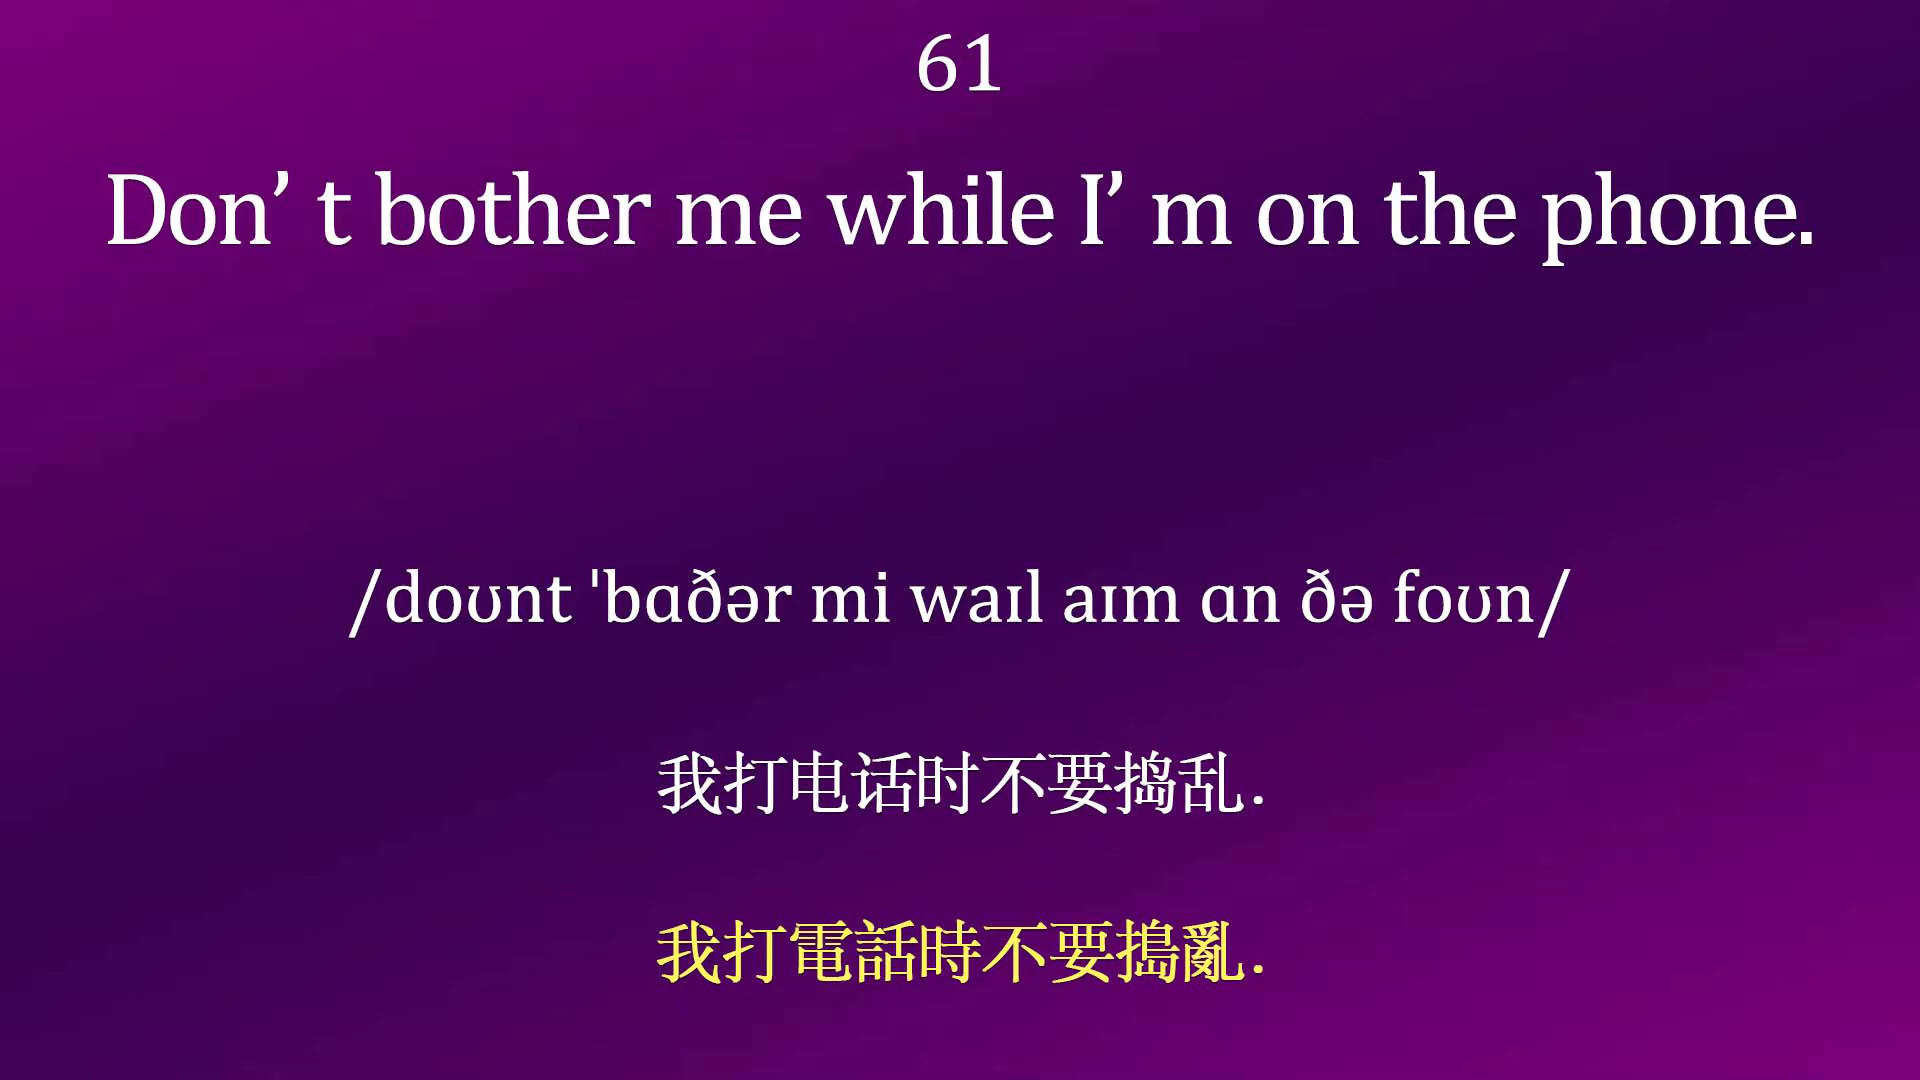 61
Don’ t bother me while I’ m on the phone.
/doʊnt ˈbɑðər mi waɪl aɪm ɑn ðə foʊn/
我打电话时不要捣乱.
我打電話時不要搗亂.